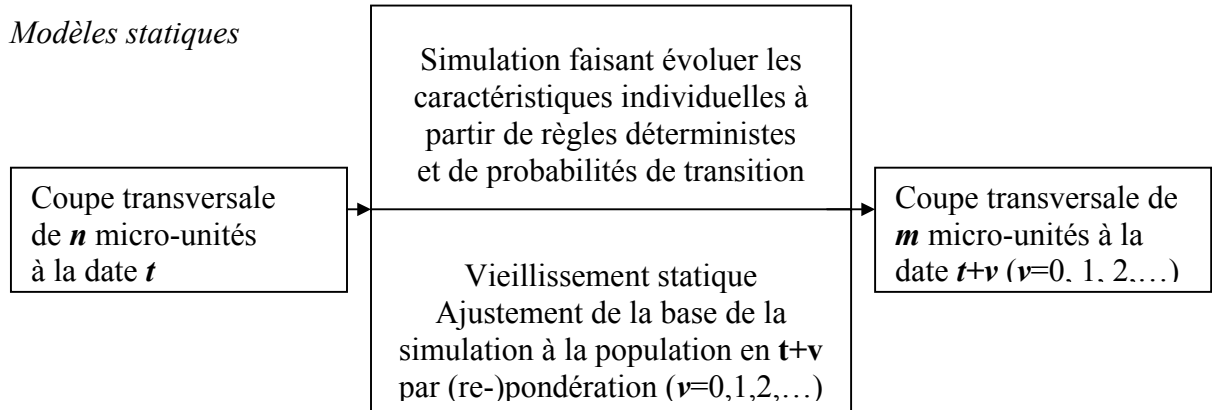 Modèles statiques
Simulation faisant évoluer les
caractéristiques individuelles à
partir de règles déterministes
et de probabilités de transition
Coupe transversale
de n micro-unités
à la date t
Coupe transversale de
m micro-unités à la
date t+v (v=0, 1, 2,…)
Vieillissement statique
Ajustement de la base de la
simulation à la population en t+v
par (re-)pondération (v=0,1,2,…)